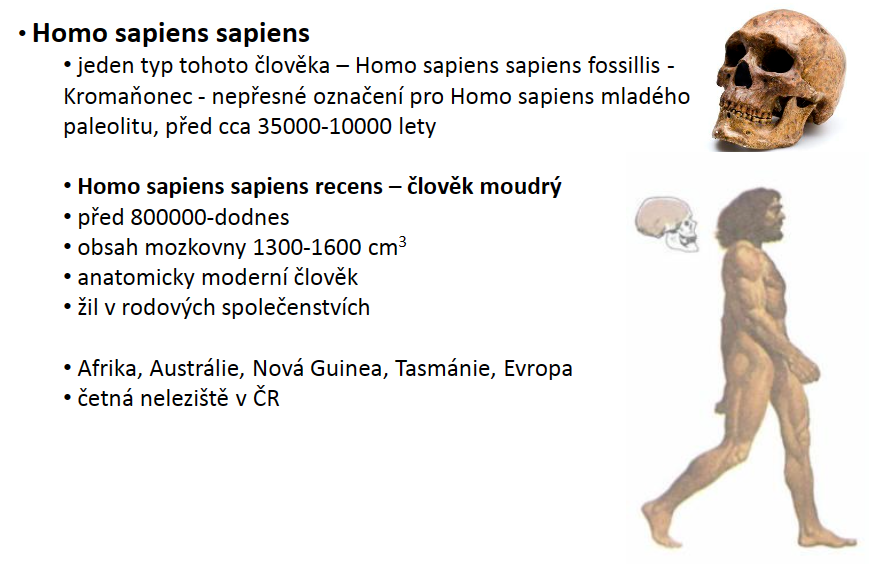 • Homo sapiens sapiens
• jeden typ tohoto člověka – Homo sapiens sapiens fossillis -
Kromaňonec - nepřesné označení pro Homo sapiens mladého
paleolitu, před cca 35000-10000 lety
• Homo sapiens sapiens recens – člověk moudrý
• před 800000-dodnes
• obsah mozkovny 1300-1600 cm³
• anatomicky moderní člověk
• žil v rodových společenstvích
• Afrika, Austrálie, Nová Guinea, Tasmánie, Evropa
• četná neleziště v ČR